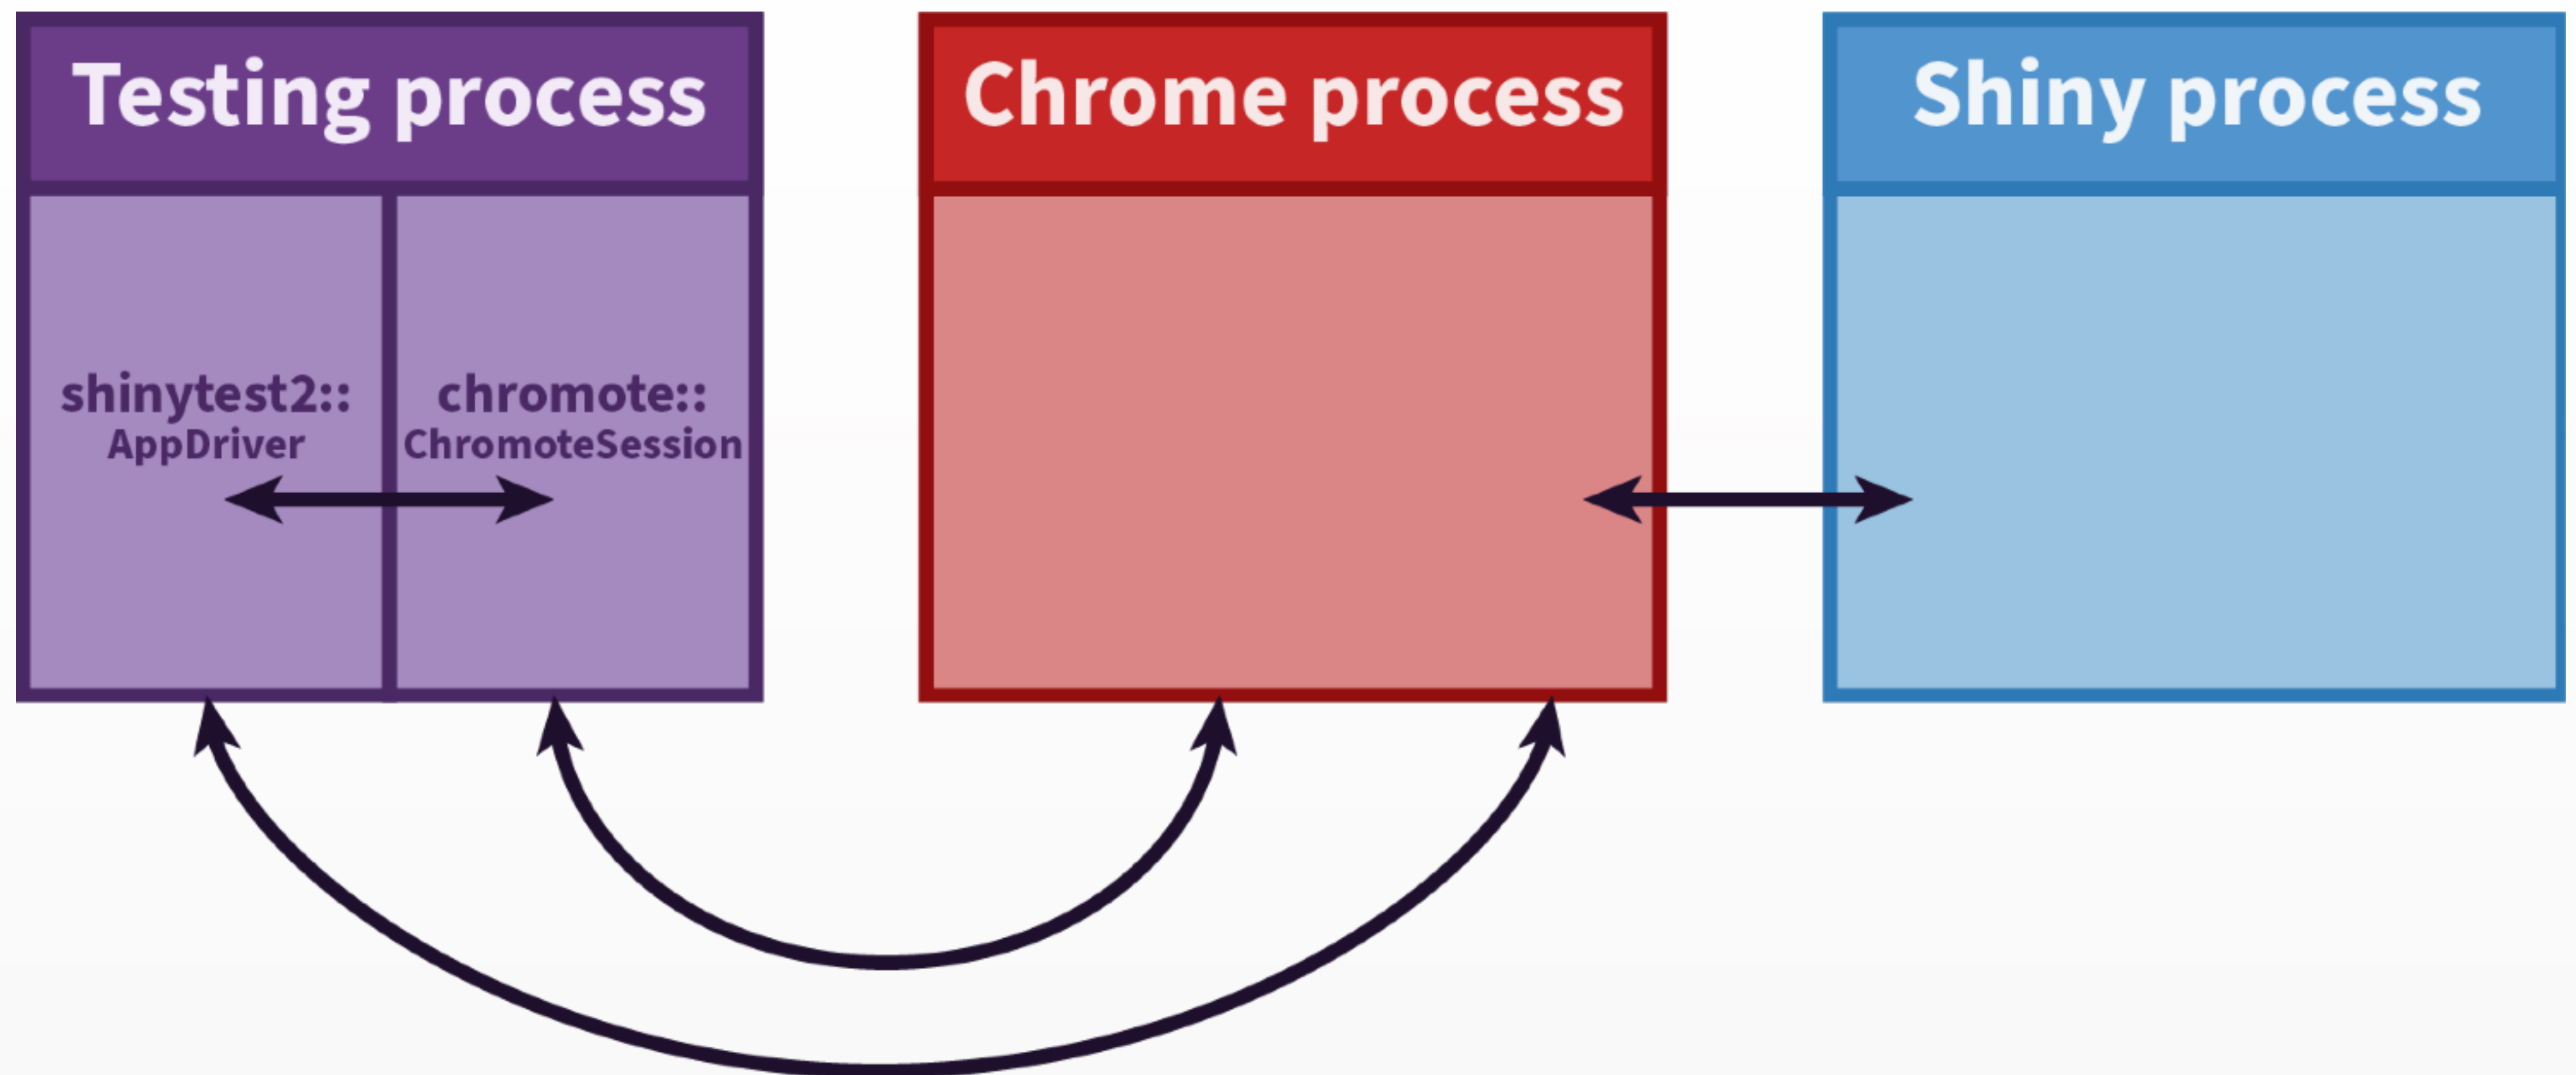 Testing process
Chrome process
Shiny process
shinytest2::
AppDriver
chromote::
ChromoteSession